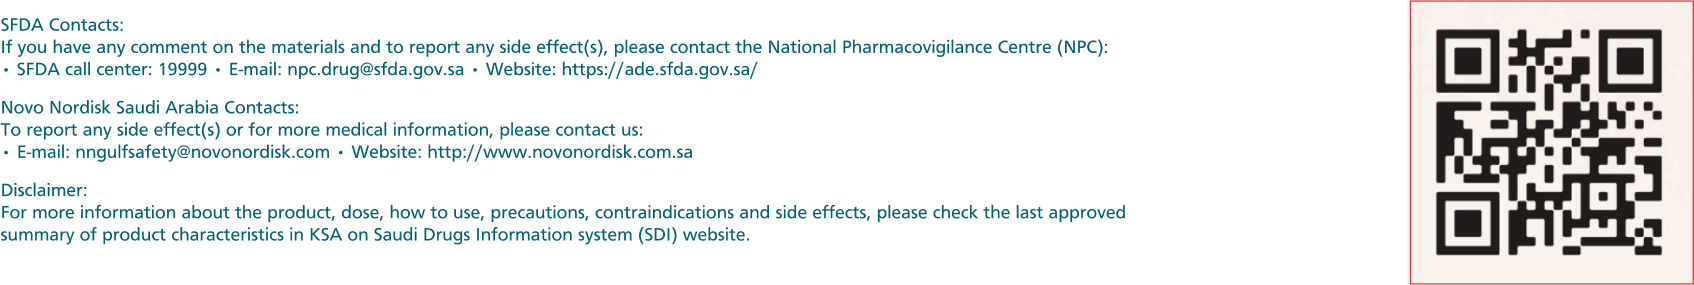 SFDA Contacts:
If you have any comment on the materials and to report any side effect(s), please contact the National Pharmacovigilance Centre (NPC):
• SFDA call center: 19999 • E-mail: npc.drug@sfda.gov.sa • Website: https://ade.sfda.gov.sa/
Novo Nordisk Saudi Arabia Contacts:
To report any side effect(s) or for more medical information, please contact us:
• E-mail: nngulfsafety@novonordisk.com • Website: http://www.novonordisk.com.sa
Disclaimer:
For more information about the product, dose, how to use, precautions, contraindications and side effects, please check the last approved
summary of product characteristics in KSA on Saudi Drugs Information system (SDI) website.